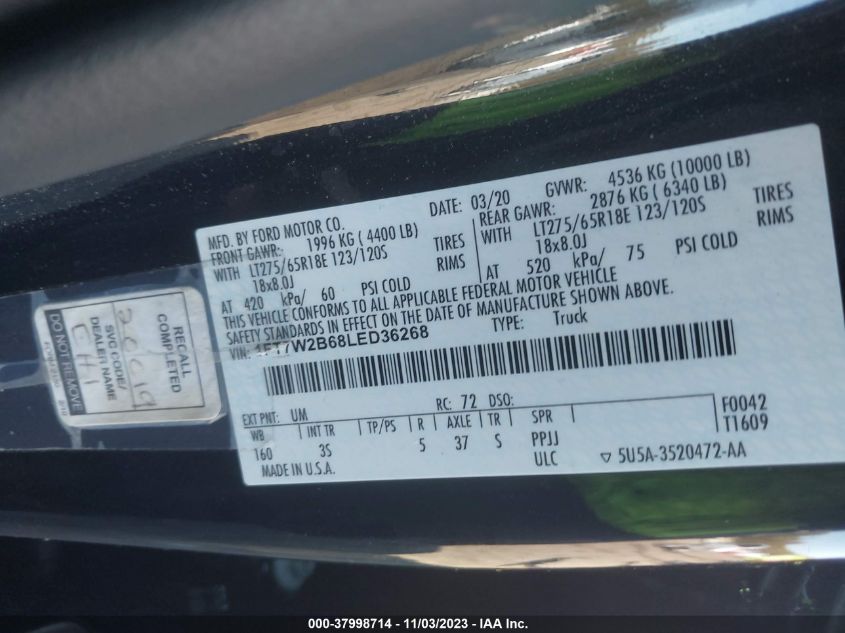 MFD. BY FORD MOTOR CO.
DATE: 03/20 GVWR: 4536 KG (10000 LB)
FRONT GAWR: 1996 KG ( 4400 LB)
REAR GAWR: 2876 KG ( 6340 LB)
WITH LT275/65R18E 123/120S TIRES
WITH LT275/65R18E 123/120S TIRES
18x8.0J RIMS
18x8.0J RIMS
AT 420 kPa/ 60 PSI COLD
AT 520 kPa/ 75 PSI COLD
THIS VEHICLE CONFORMS TO ALL APPLICABLE FEDERAL MOTOR VEHICLE
SAFETY STANDARDS IN EFFECT ON THE DATE OF MANUFACTURE SHOWN ABOVE.
VIN: 1FT7W2B68LED36268 TYPE: Truck
EXT PNT: UM RC: 72 DSO:
WB INT TR TP/PS R AXLE TR SPR
160 3S 5 37 S PPJJ
ULC
F0042
T1609
MADE IN U.S.A.
5U5A-3520472-AA
RECALL
COMPLETED
20C19
SVC CODE/
DEALER NAME
CH1
DO NOT REMOVE
000-37998714 - 11/03/2023 - IAA Inc.